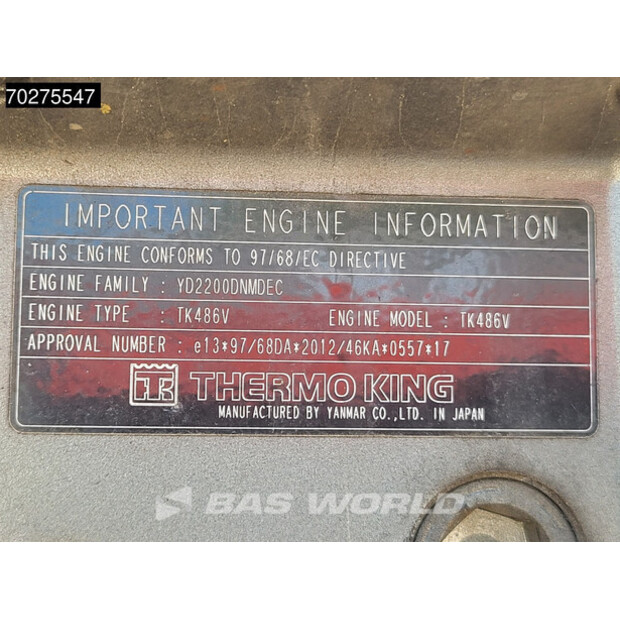 70275547
IMPORTANT ENGINE INFORMATION
THIS ENGINE CONFORMS TO 97/68/EC DIRECTIVE
ENGINE FAMILY : YD2200DNMDEC
ENGINE TYPE : TK486V ENGINE MODEL : TK486V
APPROVAL NUMBER : e13*97/68DA*2012/46KA*0557*17
TK THERMO KING
MANUFACTURED BY YANMAR CO.,LTD. IN JAPAN
BAS WORLD